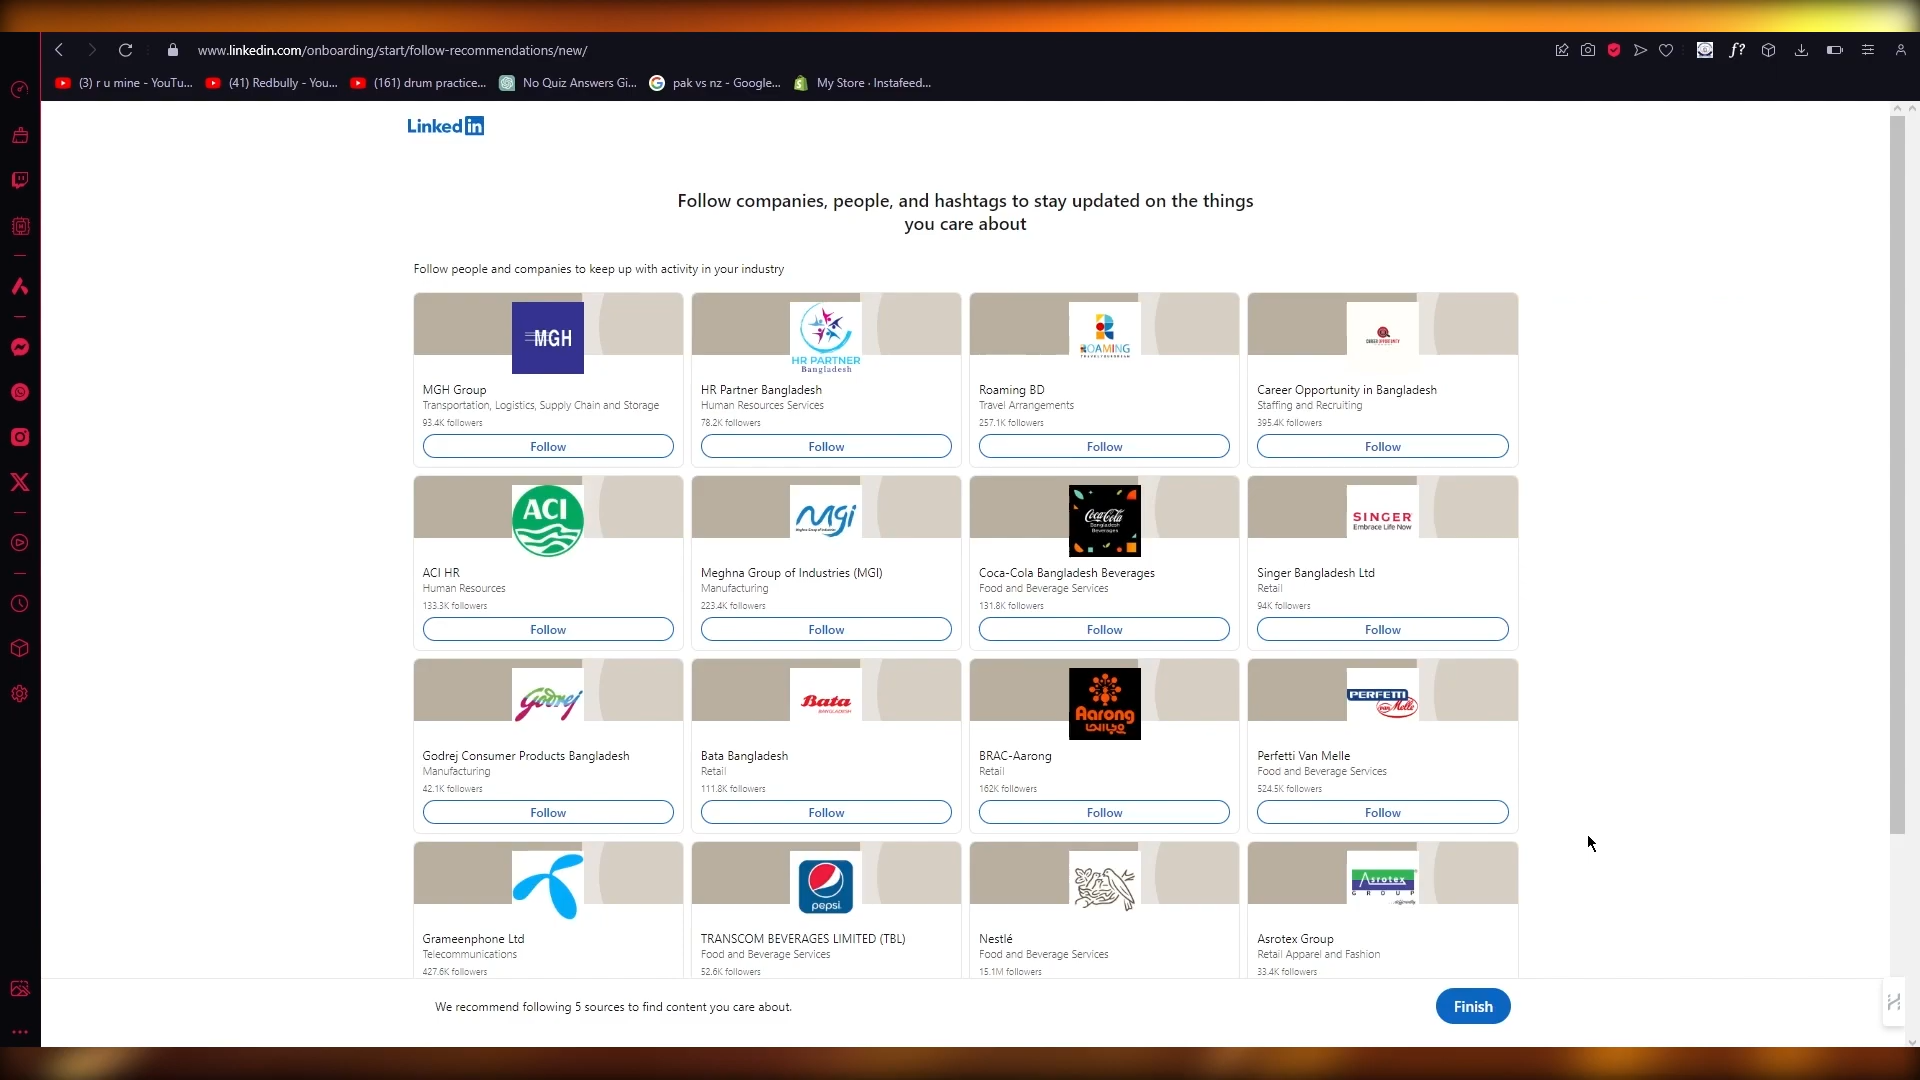 www.linkedin.com/onboarding/start/follow-recommendations/new/
(3) r u mine - YouTu...
(41) Redbully - You...
(161) drum practice...
No Quiz Answers Gi...
pak vs nz - Google...
My Store · Instafeed...
Linked in
Follow companies, people, and hashtags to stay updated on the things
you care about
Follow people and companies to keep up with activity in your industry
MGH
HR PARTNER
Bangladesh
ROAMING
MGH Group
Transportation, Logistics, Supply Chain and Storage
93.4K followers
Follow
HR Partner Bangladesh
Human Resources Services
78.2K followers
Follow
Roaming BD
Travel Arrangements
257.1K followers
Follow
Career Opportunity in Bangladesh
Staffing and Recruiting
395.4K followers
Follow
ACI
mgi
Coca-Cola
Bangladesh
Beverages
SINGER
Embrace Life Now
ACI HR
Human Resources
133.3K followers
Follow
Meghna Group of Industries (MGI)
Manufacturing
223.4K followers
Follow
Coca-Cola Bangladesh Beverages
Food and Beverage Services
131.8K followers
Follow
Singer Bangladesh Ltd
Retail
94K followers
Follow
Godrej
Bata
BANGLADESH
Aarong
আড়ং
PERFETTI
van Melle
Godrej Consumer Products Bangladesh
Manufacturing
42.1K followers
Follow
Bata Bangladesh
Retail
111.8K followers
Follow
BRAC-Aarong
Retail
162K followers
Follow
Perfetti Van Melle
Food and Beverage Services
524.5K followers
Follow
pepsi
Asrotex
GROUP
Grameenphone Ltd
Telecommunications
427.6K followers
TRANSCOM BEVERAGES LIMITED (TBL)
Food and Beverage Services
52.6K followers
Nestlé
Food and Beverage Services
15.1M followers
Asrotex Group
Retail Apparel and Fashion
33.4K followers
We recommend following 5 sources to find content you care about.
Finish